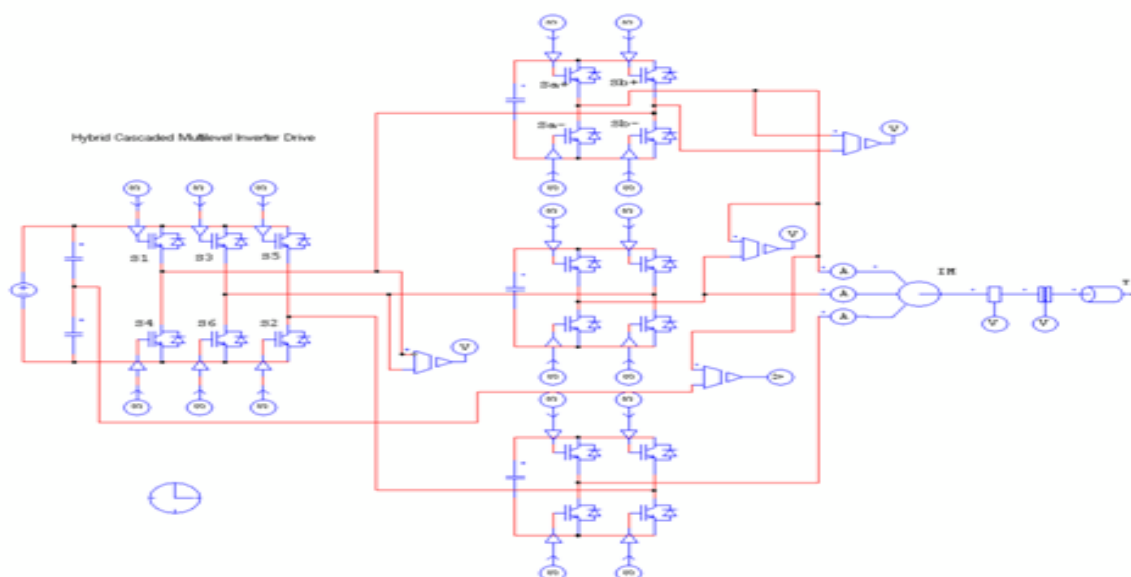 Hybrid Cascaded Multilevel Inverter Drive
Sa+ Sb+
Sa- Sb-
V
V
S1 S3 S5
S4 S6 S2
V
V
A
A
A
IM
V V
T